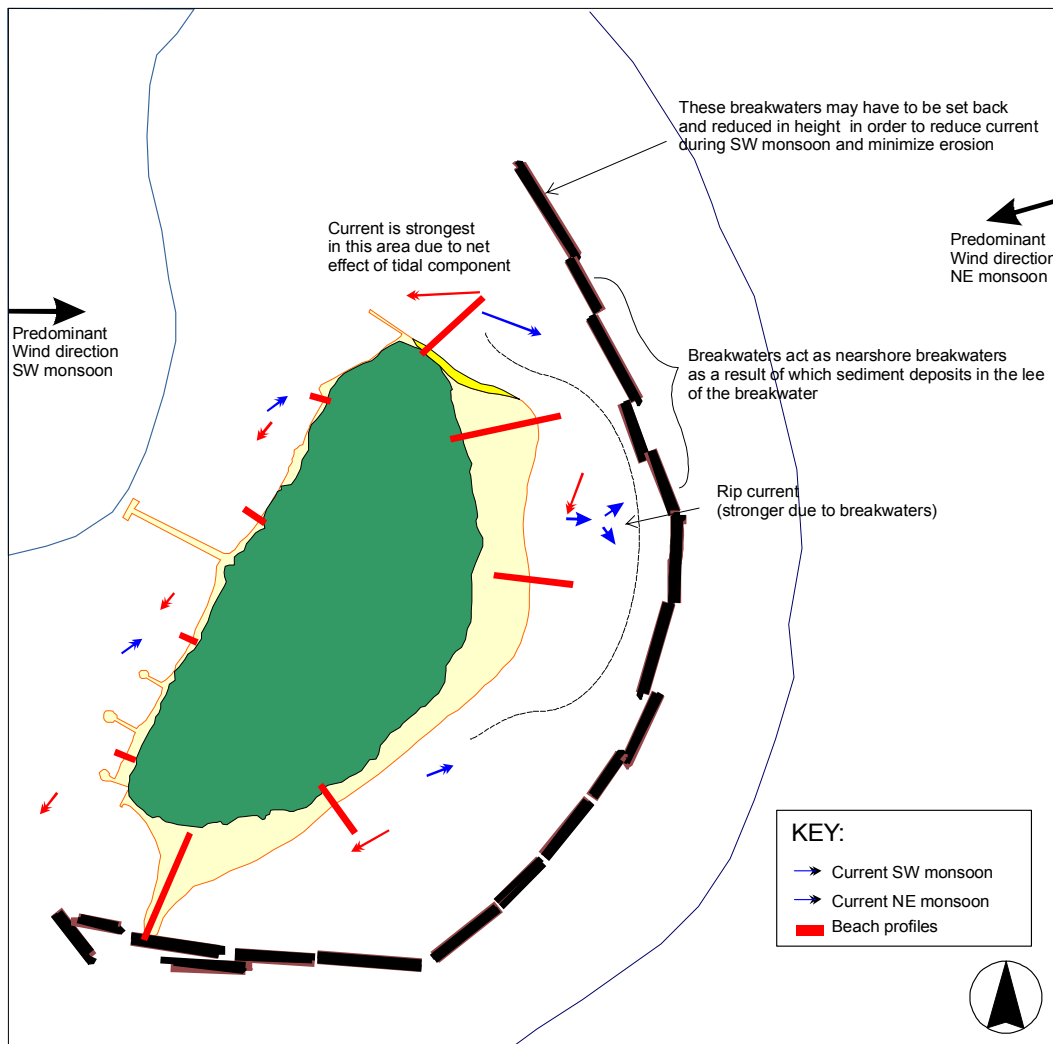 These breakwaters may have to be set back
and reduced in height in order to reduce current
during SW monsoon and minimize erosion
Current is strongest
in this area due to net
effect of tidal component
Predominant
Wind direction
NE monsoon
Predominant
Wind direction
SW monsoon
Breakwaters act as nearshore breakwaters
as a result of which sediment deposits in the lee
of the breakwater
Rip current
(stronger due to breakwaters)
KEY:
Current SW monsoon
Current NE monsoon
Beach profiles